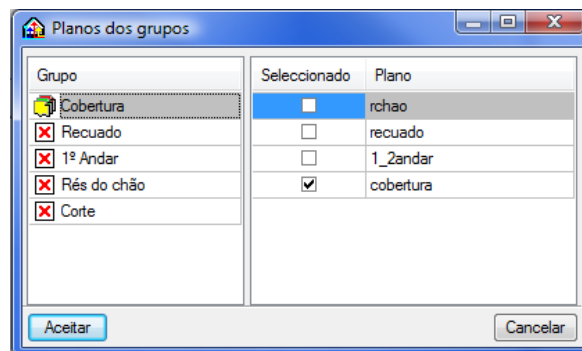 Planos dos grupos
Grupo
Cobertura
Recuado
1º Andar
Rés do chão
Corte
Seleccionado Plano
rchao
recuado
1_2andar
cobertura
Aceitar
Cancelar